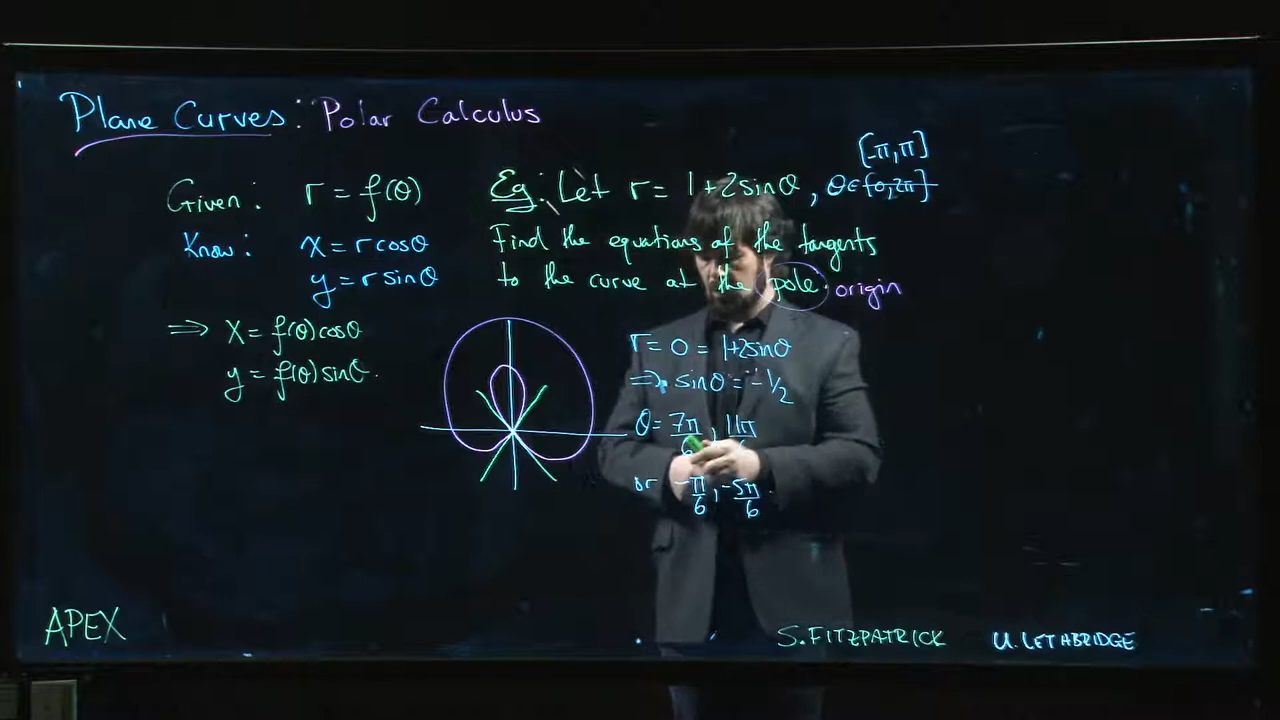 Plane Curves: Polar Calculus
Given: r = f(θ)
Know: x = r cosθ
y = r sinθ
⇒ x = f(θ)cosθ
y = f(θ)sinθ.
[-π,π]
Eg: Let r = 1+2sinθ, θ∈[0,2π]
Find the equations of the tangents
to the curve at the pole. origin
r = 0 = 1+2sinθ
⇒ sinθ = -1/2
θ = 7π/6, 11π
or -π/6, -5π/6.
APEX
S. FITZPATRICK U. LETHBRIDGE